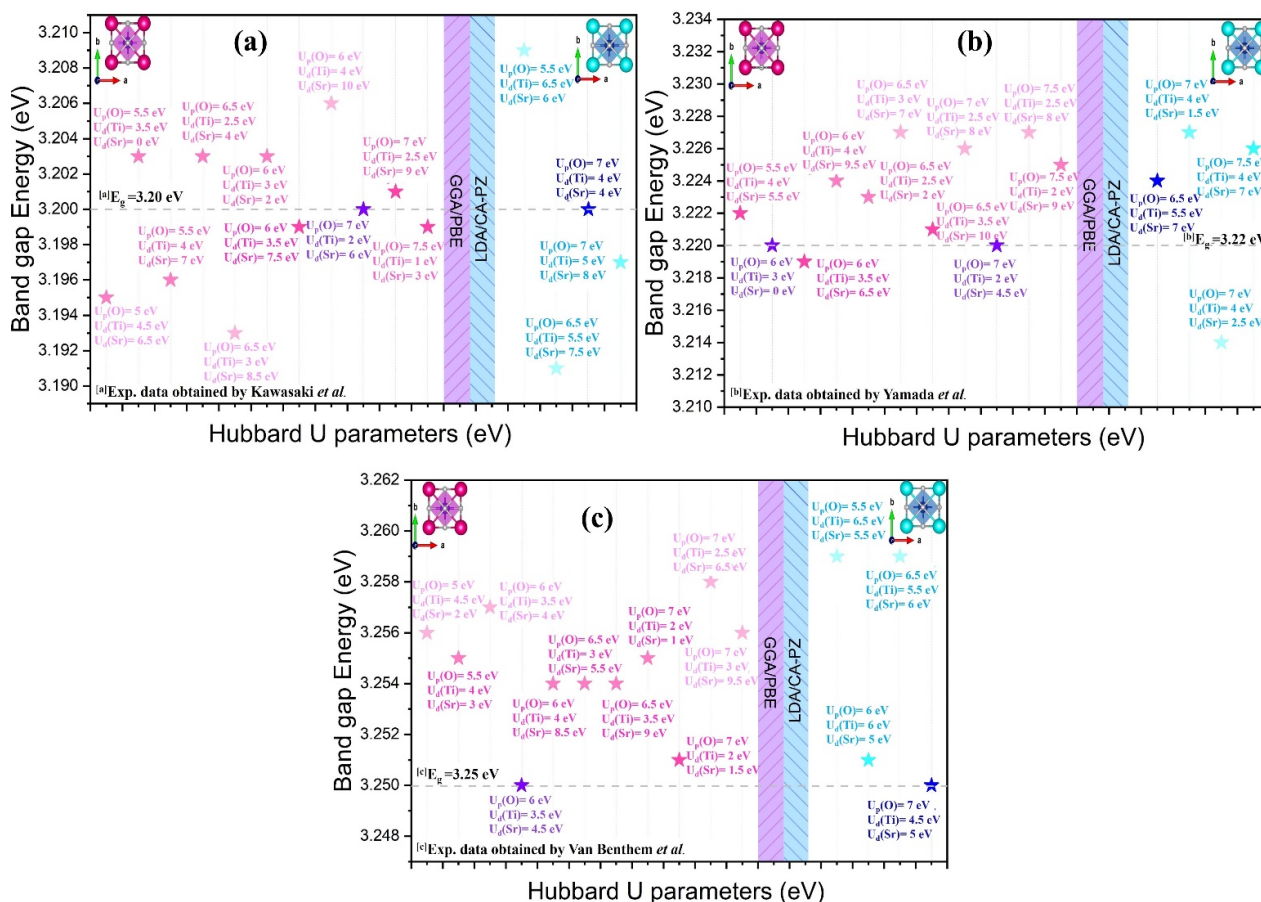 (a)
Band gap Energy (eV)
3.210
3.208
3.206
3.204
3.202
3.200
3.198
3.196
3.194
3.192
3.190
b
a
b
a
Up(O)= 5.5 eV
Ud(Ti)= 3.5 eV
Ud(Sr)= 0 eV
Up(O)= 6.5 eV
Ud(Ti)= 2.5 eV
Ud(Sr)= 4 eV
Up(O)= 6 eV
Ud(Ti)= 4 eV
Ud(Sr)= 10 eV
Up(O)= 6 eV
Ud(Ti)= 3 eV
Ud(Sr)= 2 eV
Up(O)= 7 eV
Ud(Ti)= 2.5 eV
Ud(Sr)= 9 eV
[a]Eg =3.20 eV
Up(O)= 5.5 eV
Ud(Ti)= 4 eV
Ud(Sr)= 7 eV
Up(O)= 6 eV
Ud(Ti)= 3.5 eV
Ud(Sr)= 7.5 eV
Up(O)= 7 eV
Ud(Ti)= 2 eV
Ud(Sr)= 6 eV
Up(O)= 7.5 eV
Ud(Ti)= 1 eV
Ud(Sr)= 3 eV
Up(O)= 5 eV
Ud(Ti)= 4.5 eV
Ud(Sr)= 6.5 eV
Up(O)= 6.5 eV
Ud(Ti)= 3 eV
Ud(Sr)= 8.5 eV
GGA/PBE
LDA/CA-PZ
Up(O)= 5.5 eV
Ud(Ti)= 6.5 eV
Ud(Sr)= 6 eV
Up(O)= 7 eV
Ud(Ti)= 4 eV
Ud(Sr)= 4 eV
Up(O)= 7 eV
Ud(Ti)= 5 eV
Ud(Sr)= 8 eV
Up(O)= 6.5 eV
Ud(Ti)= 5.5 eV
Ud(Sr)= 7.5 eV
[a]Exp. data obtained by Kawasaki et al.
Hubbard U parameters (eV)
(b)
Band gap Energy (eV)
3.234
3.232
3.230
3.228
3.226
3.224
3.222
3.220
3.218
3.216
3.214
3.212
3.210
b
a
b
a
Up(O)= 5.5 eV
Ud(Ti)= 4 eV
Ud(Sr)= 5.5 eV
Up(O)= 6 eV
Ud(Ti)= 4 eV
Ud(Sr)= 9.5 eV
Up(O)= 6.5 eV
Ud(Ti)= 3 eV
Ud(Sr)= 7 eV
Up(O)= 7 eV
Ud(Ti)= 2.5 eV
Ud(Sr)= 8 eV
Up(O)= 7.5 eV
Ud(Ti)= 2.5 eV
Ud(Sr)= 8 eV
Up(O)= 6.5 eV
Ud(Ti)= 2.5 eV
Ud(Sr)= 2 eV
Up(O)= 7.5 eV
Ud(Ti)= 2 eV
Ud(Sr)= 9 eV
Up(O)= 6.5 eV
Ud(Ti)= 3.5 eV
Ud(Sr)= 10 eV
Up(O)= 6 eV
Ud(Ti)= 3 eV
Ud(Sr)= 0 eV
Up(O)= 6 eV
Ud(Ti)= 3.5 eV
Ud(Sr)= 6.5 eV
Up(O)= 7 eV
Ud(Ti)= 2 eV
Ud(Sr)= 4.5 eV
GGA/PBE
LDA/CA-PZ
Up(O)= 7 eV
Ud(Ti)= 4 eV
Ud(Sr)= 1.5 eV
Up(O)= 7.5 eV
Ud(Ti)= 4 eV
Ud(Sr)= 7 eV
Up(O)= 6.5 eV
Ud(Ti)= 5.5 eV
Ud(Sr)= 7 eV
[b]Eg =3.22 eV
Up(O)= 7 eV
Ud(Ti)= 4 eV
Ud(Sr)= 2.5 eV
[b]Exp. data obtained by Yamada et al.
Hubbard U parameters (eV)
(c)
Band gap Energy (eV)
3.262
3.260
3.258
3.256
3.254
3.252
3.250
3.248
b
a
b
a
Up(O)= 5 eV
Ud(Ti)= 4.5 eV
Ud(Sr)= 2 eV
Up(O)= 6 eV
Ud(Ti)= 3.5 eV
Ud(Sr)= 4 eV
Up(O)= 7 eV
Ud(Ti)= 2.5 eV
Ud(Sr)= 6.5 eV
Up(O)= 7 eV
Ud(Ti)= 2 eV
Ud(Sr)= 1 eV
Up(O)= 6.5 eV
Ud(Ti)= 3 eV
Ud(Sr)= 5.5 eV
Up(O)= 7 eV
Ud(Ti)= 3 eV
Ud(Sr)= 9.5 eV
Up(O)= 5.5 eV
Ud(Ti)= 4 eV
Ud(Sr)= 3 eV
Up(O)= 6 eV
Ud(Ti)= 4 eV
Ud(Sr)= 8.5 eV
Up(O)= 6.5 eV
Ud(Ti)= 3.5 eV
Ud(Sr)= 9 eV
Up(O)= 7 eV
Ud(Ti)= 2 eV
Ud(Sr)= 1.5 eV
[c]Eg =3.25 eV
Up(O)= 6 eV
Ud(Ti)= 3.5 eV
Ud(Sr)= 4.5 eV
GGA/PBE
LDA/CA-PZ
Up(O)= 5.5 eV
Ud(Ti)= 6.5 eV
Ud(Sr)= 5.5 eV
Up(O)= 6.5 eV
Ud(Ti)= 5.5 eV
Ud(Sr)= 6 eV
Up(O)= 6 eV
Ud(Ti)= 6 eV
Ud(Sr)= 5 eV
Up(O)= 7 eV
Ud(Ti)= 4.5 eV
Ud(Sr)= 5 eV
[c]Exp. data obtained by Van Benthem et al.
Hubbard U parameters (eV)